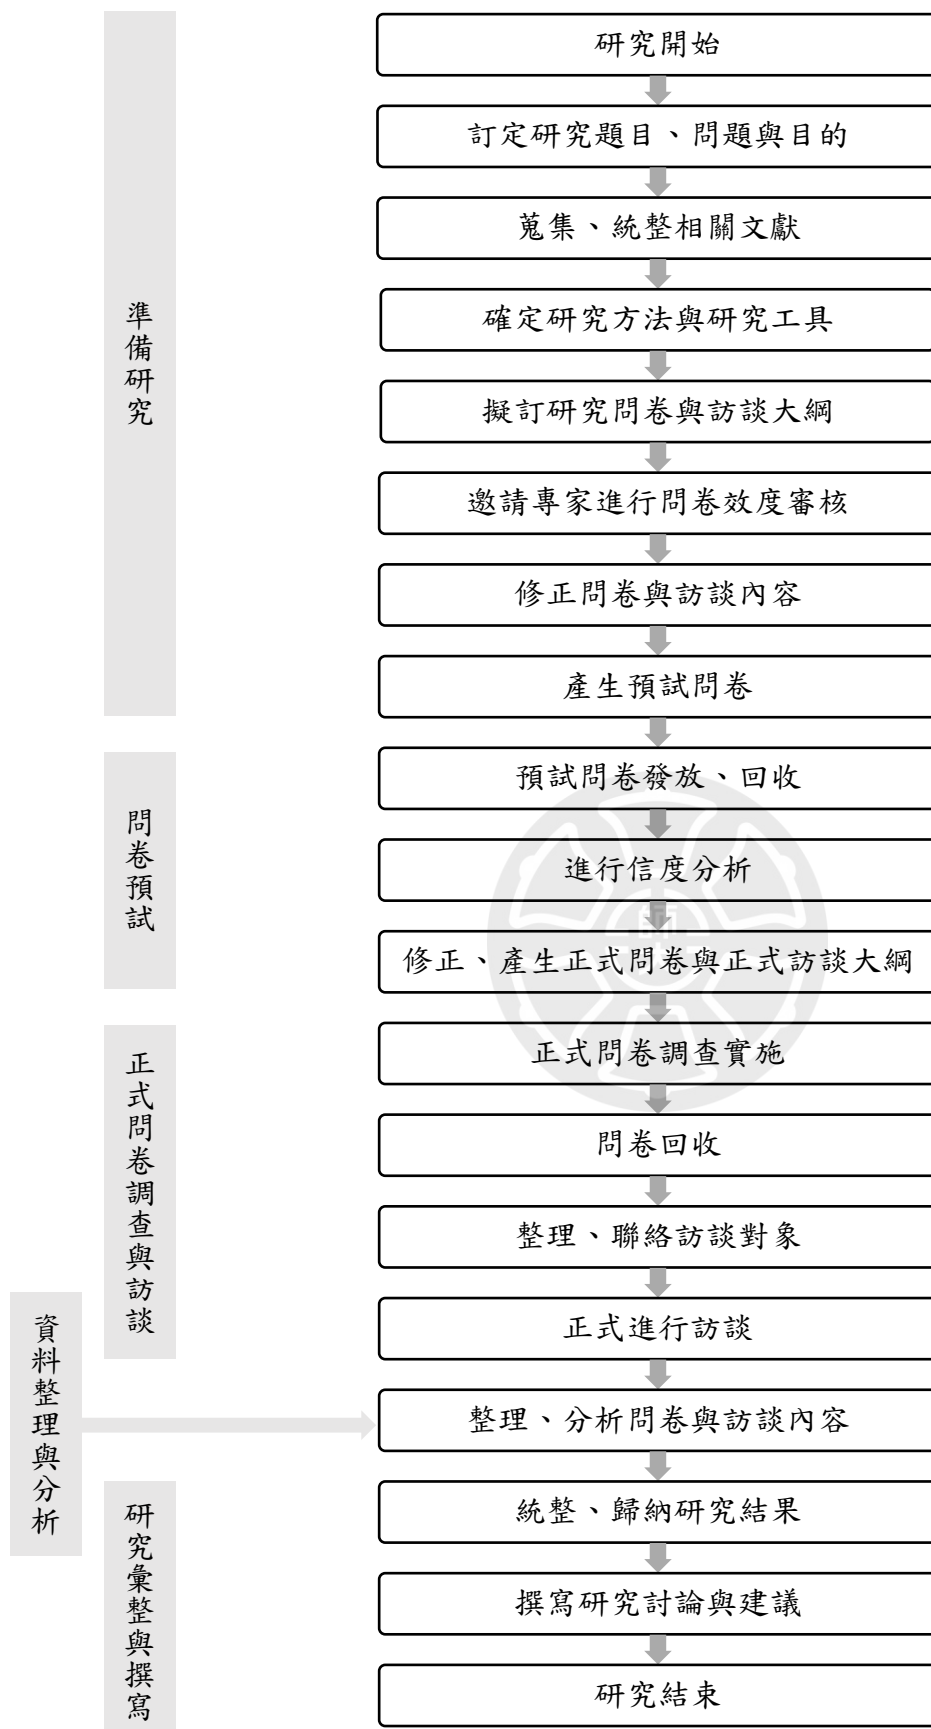 準備研究
研究開始
訂定研究題目、問題與目的
蒐集、統整相關文獻
確定研究方法與研究工具
擬訂研究問卷與訪談大綱
邀請專家進行問卷效度審核
修正問卷與訪談內容
產生預試問卷
問卷預試
預試問卷發放、回收
進行信度分析
修正、產生正式問卷與正式訪談大綱
正式問卷調查與訪談
正式問卷調查實施
問卷回收
整理、聯絡訪談對象
正式進行訪談
資料整理與分析
整理、分析問卷與訪談內容
研究彙整與撰寫
統整、歸納研究結果
撰寫研究討論與建議
研究結束
師